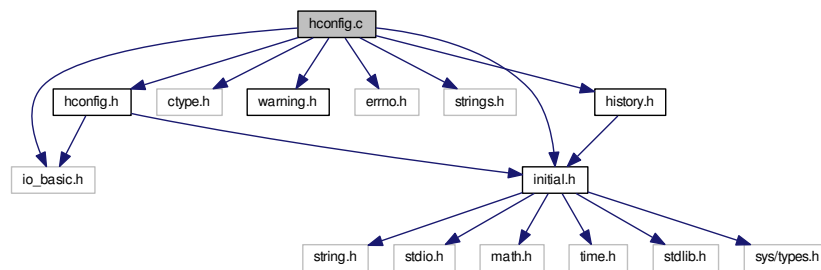 hconfig.c
hconfig.h
ctype.h
warning.h
errno.h
strings.h
history.h
io_basic.h
initial.h
string.h
stdio.h
math.h
time.h
stdlib.h
sys/types.h